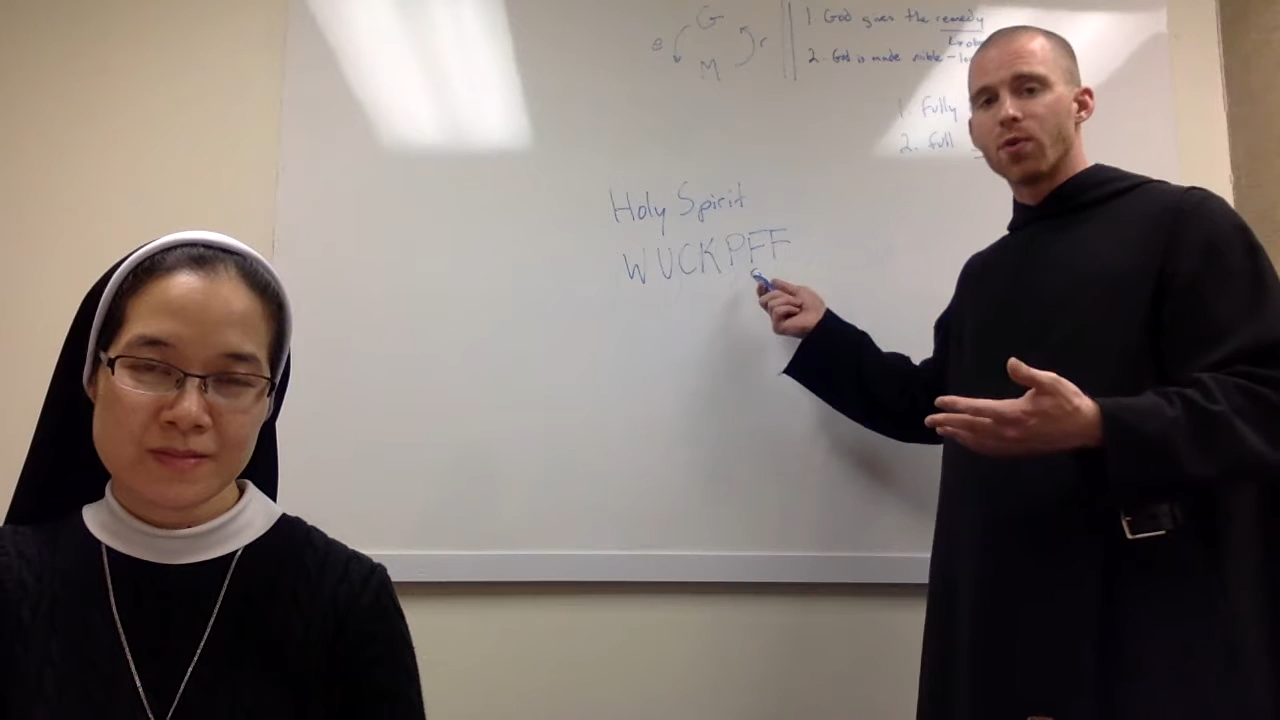 G
e
r
M
1. God gives the remedy
2. God is made visible -
1. Fully
2. full
Holy Spirit
WUCKPFF